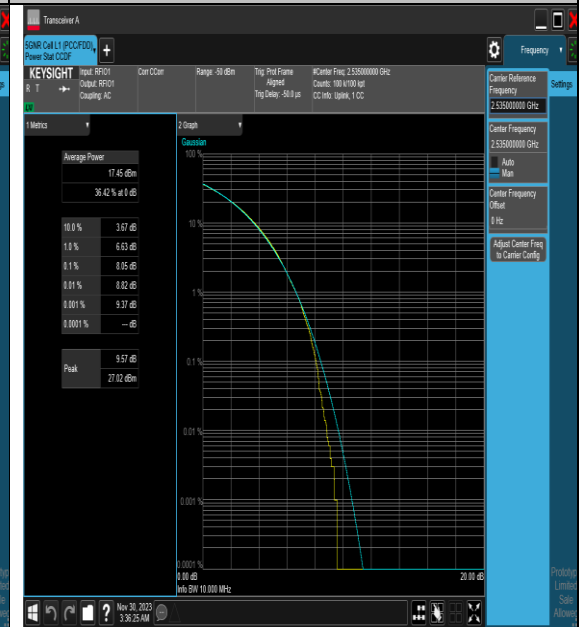 Transceiver A
5GNR Cell L1 (PCC/FDD),
Power Stat CCDF
Frequency
Settings
KEYSIGHT
R T
Input: RFIO1
Output: RFIO1
Coupling: AC
Corr CCorr
Range: -50 dBm
Trig: Prot Frame
Aligned
Trig Delay: -50.0 µs
#Center Freq: 2.535000000 GHz
Counts: 100 k/100 kpt
CC Info: Uplink, 1 CC
1 Metrics
Average Power
17.45 dBm
36.42 % at 0 dB
10.0 % 3.67 dB
1.0 % 6.63 dB
0.1 % 8.05 dB
0.01 % 8.82 dB
0.001 % 9.37 dB
0.0001 % --- dB
Peak
9.57 dB
27.02 dBm
2 Graph
Gaussian
100 %
10 %
1 %
0.1 %
0.01 %
0.001 %
0.0001 %
0.00 dB
20.00 dB
Info BW 10.000 MHz
Carrier Reference
Frequency
2.535000000 GHz
Center Frequency
2.535000000 GHz
Auto
Man
Center Frequency
Offset
0 Hz
Adjust Center Freq
to Carrier Config
Nov 30, 2023
3:36:25 AM